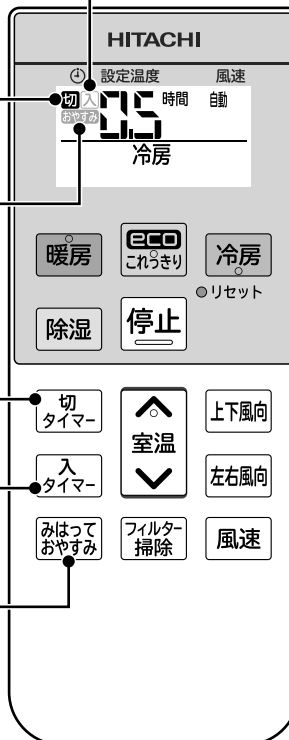 HITACHI
設定温度 風速
切 入 0.5 時間 自動
おやすみ
冷房
暖房
eco
これっきり
冷房
リセット
除湿
停止
切
タイマー
室温
上下風向
入
タイマー
左右風向
みはって
おやすみ
フィルター
掃除
風速